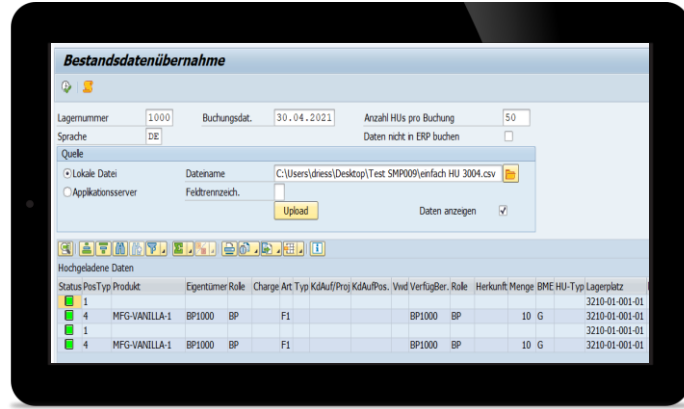 Bestandsdatenübernahme
Lagernummer 1000 Buchungsdat. 30.04.2021 Anzahl HUs pro Buchung 50
Sprache DE Daten nicht in ERP buchen
Quelle
Lokale Datei Dateiname C:\Users\driess\Desktop\Test SMP009\einfach HU 3004.csv
Applikationsserver Feldtrennzeich.
Upload Daten anzeigen
Hochgeladene Daten
Status PosTyp Produkt Eigentümer Rolle Charge Art Typ KdAuf/Proj KdAufPos. Vwd VerfügBer. Rolle Herkunft Menge BME HU-Typ Lagerplatz
1 3210-01-001-01
4 MFG-VANILLA-1 BP1000 BP F1 BP1000 BP 10 G 3210-01-001-01
1 3210-01-001-01
4 MFG-VANILLA-1 BP1000 BP F1 BP1000 BP 10 G 3210-01-001-01